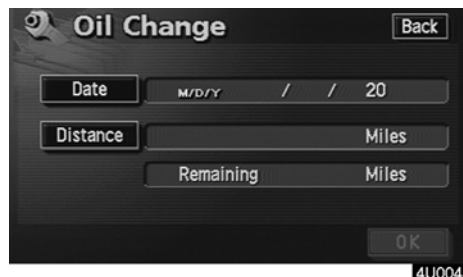 Oil Change Back
Date M/D/Y / / 20
Distance Miles
Remaining Miles
OK
4U004